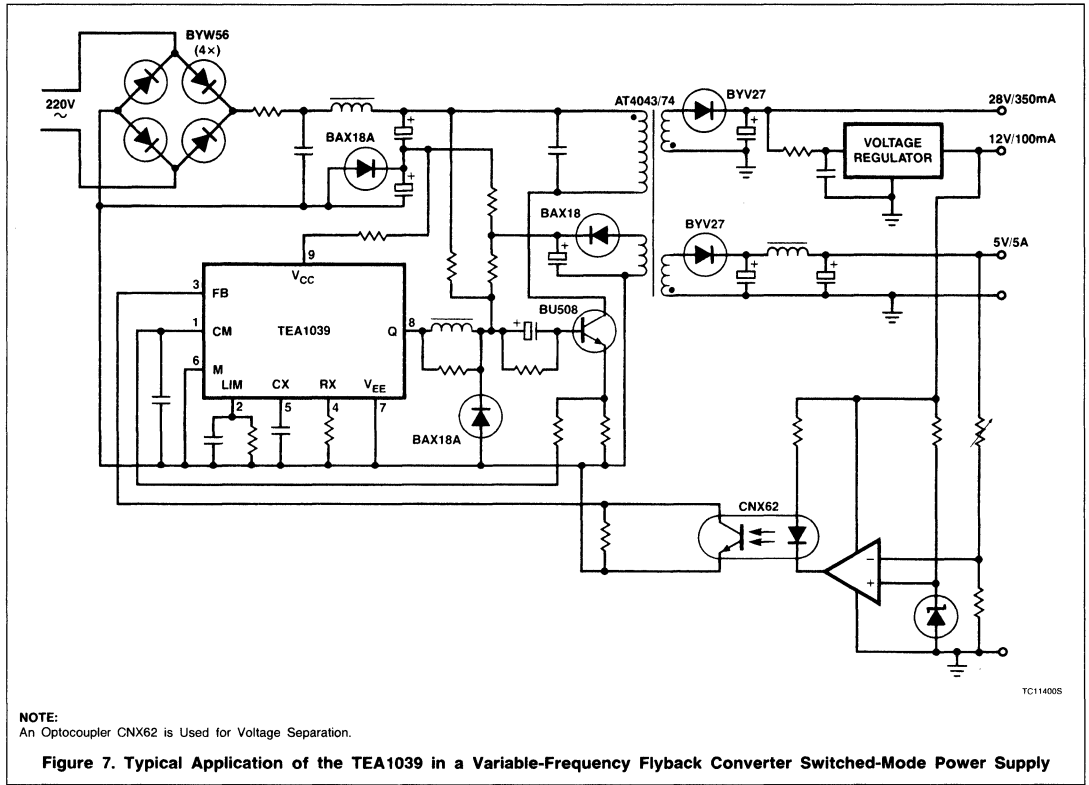 BYW56
(4×)
220V
~
AT4043/74
BYV27
28V/350mA
12V/100mA
VOLTAGE
REGULATOR
BAX18A
BAX18
BYV27
5V/5A
9
VCC
3
FB
1
CM
TEA1039
Q
8
BU508
6
M
LIM
CX
RX
VEE
2
5
4
7
BAX18A
CNX62
−
+
TC11400S
NOTE:
An Optocoupler CNX62 is Used for Voltage Separation.
Figure 7. Typical Application of the TEA1039 in a Variable-Frequency Flyback Converter Switched-Mode Power Supply